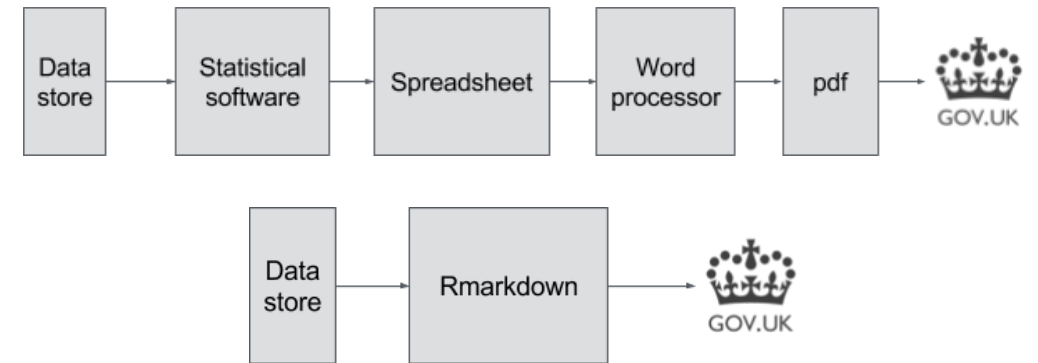 Data
store
Statistical
software
Spreadsheet
Word
processor
pdf
GOV.UK
Data
store
Rmarkdown
GOV.UK